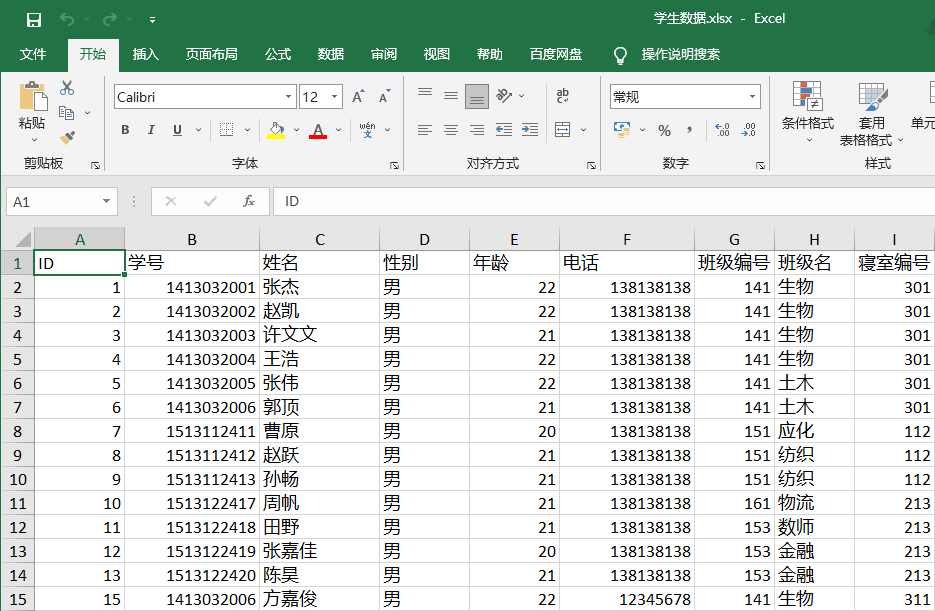 学生数据.xlsx - Excel
文件 开始 插入 页面布局 公式 数据 审阅 视图 帮助 百度网盘 操作说明搜索
粘贴 Calibri 12 A A ab c 常规 条件格式 套用 表格格式 单元
B I U A wén 文 % , .00 .0
剪贴板 字体 对齐方式 数字 样式
A1 fx ID
A B C D E F G H I
1 ID 学号 姓名 性别 年龄 电话 班级编号 班级名 寝室编号
2 1 1413032001 张杰 男 22 138138138 141 生物 301
3 2 1413032002 赵凯 男 22 138138138 141 生物 301
4 3 1413032003 许文文 男 21 138138138 141 生物 301
5 4 1413032004 王浩 男 22 138138138 141 生物 301
6 5 1413032005 张伟 男 22 138138138 141 土木 301
7 6 1413032006 郭顶 男 21 138138138 141 土木 301
8 7 1513112411 曹原 男 20 138138138 151 应化 112
9 8 1513112412 赵跃 男 21 138138138 151 纺织 112
10 9 1513112413 孙畅 男 21 138138138 151 纺织 112
11 10 1513122417 周帆 男 21 138138138 161 物流 213
12 11 1513122418 田野 男 21 138138138 153 数师 213
13 12 1513122419 张嘉佳 男 20 138138138 153 金融 213
14 13 1513122420 陈昊 男 21 138138138 153 金融 213
15 15 1413032006 方嘉俊 男 22 12345678 141 生物 311